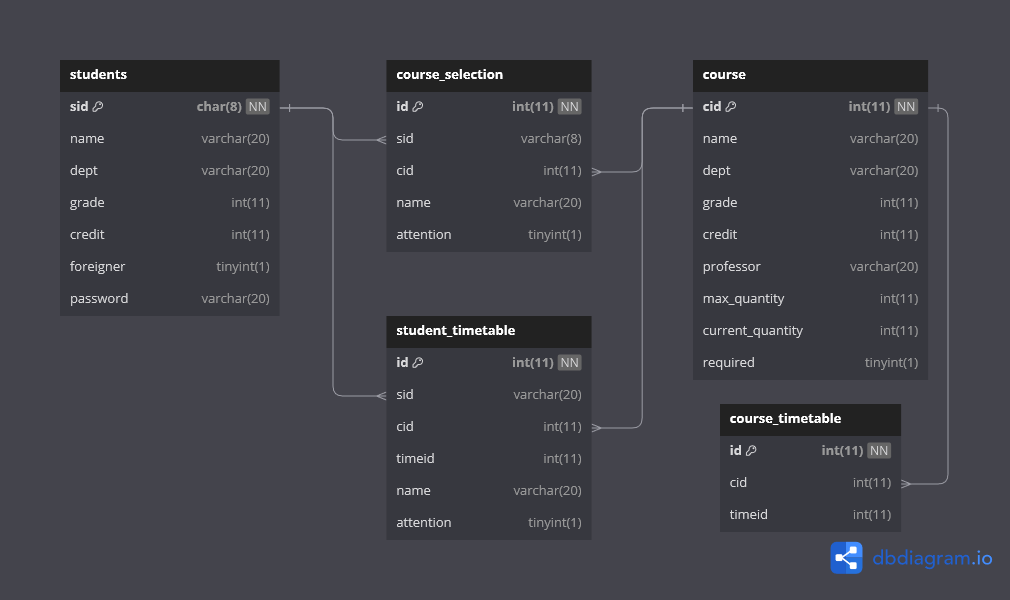 students
sid char(8) NN
name varchar(20)
dept varchar(20)
grade int(11)
credit int(11)
foreigner tinyint(1)
password varchar(20)
course_selection
id int(11) NN
sid varchar(8)
cid int(11)
name varchar(20)
attention tinyint(1)
student_timetable
id int(11) NN
sid varchar(20)
cid int(11)
timeid int(11)
name varchar(20)
attention tinyint(1)
course
cid int(11) NN
name varchar(20)
dept varchar(20)
grade int(11)
credit int(11)
professor varchar(20)
max_quantity int(11)
current_quantity int(11)
required tinyint(1)
course_timetable
id int(11) NN
cid int(11)
timeid int(11)
dbdiagram.io